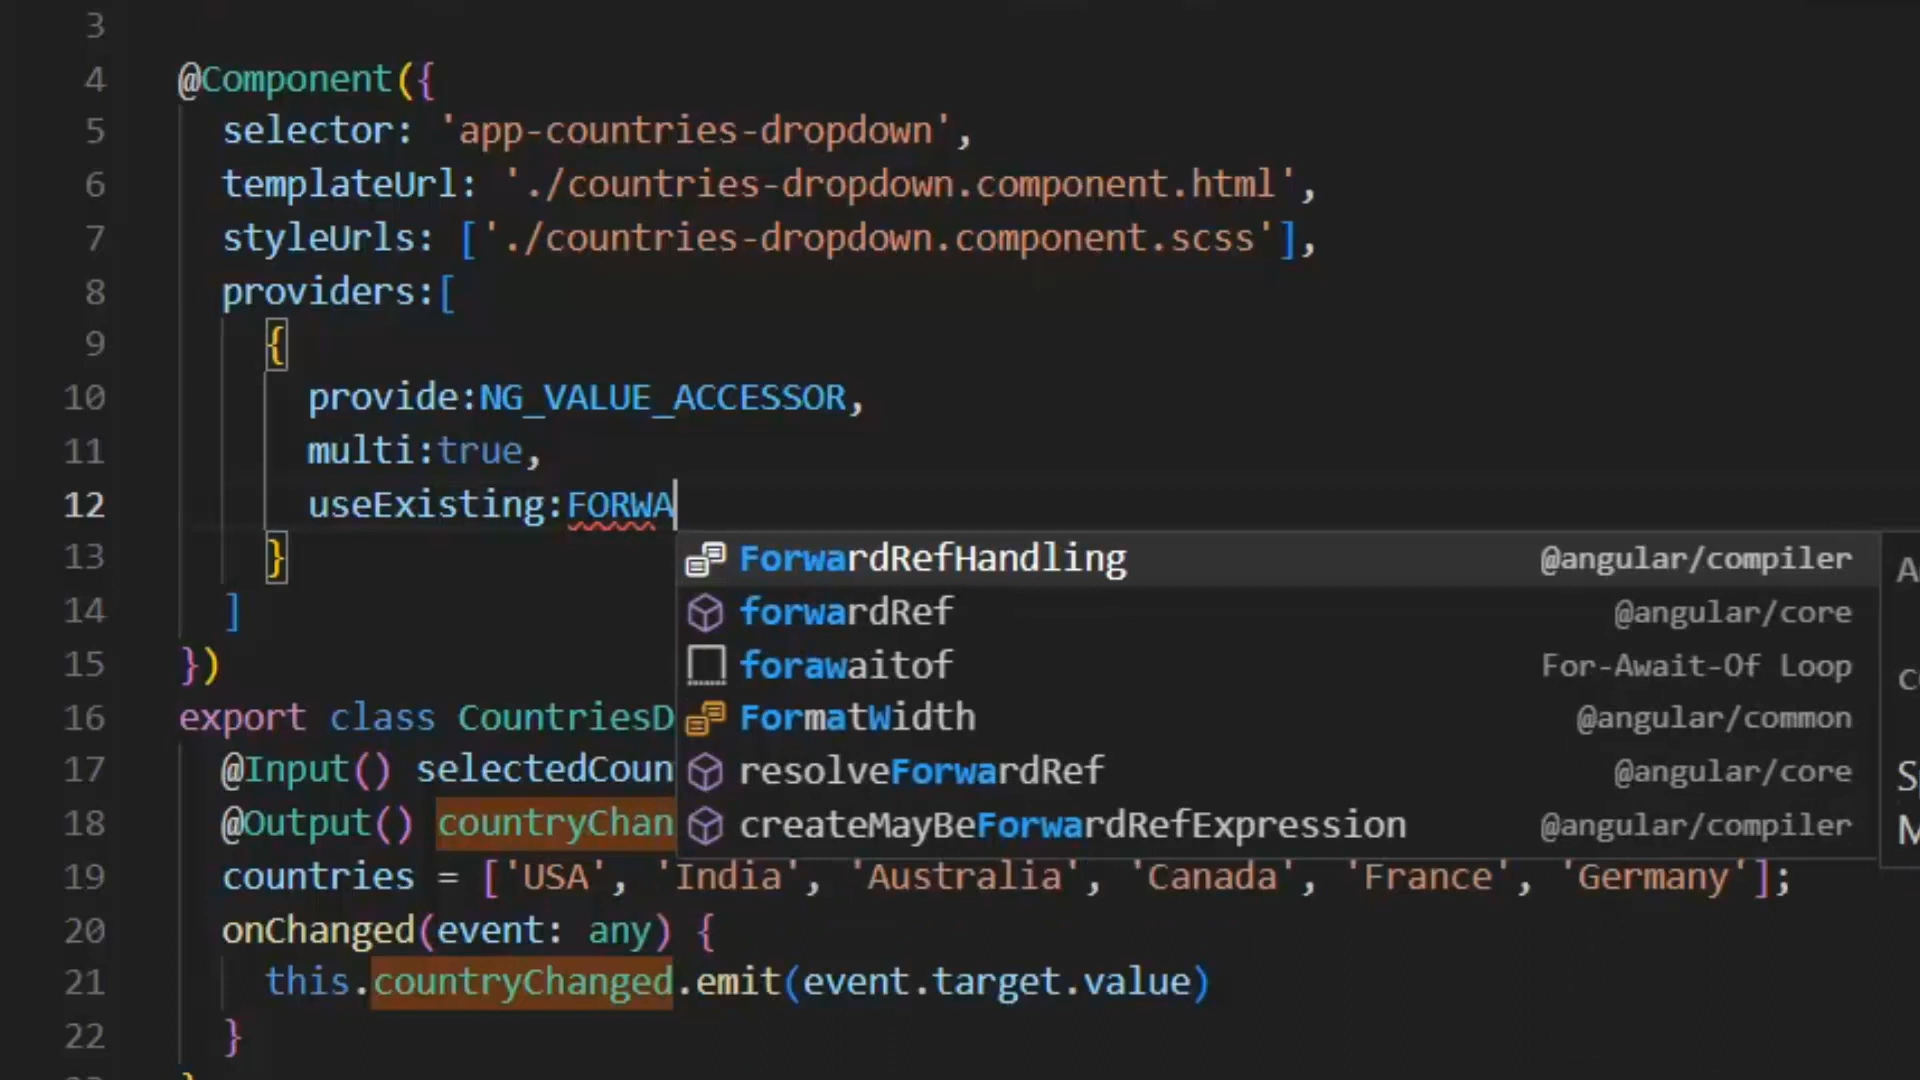 3
4 @Component({
5 selector: 'app-countries-dropdown',
6 templateUrl: './countries-dropdown.component.html',
7 styleUrls: ['./countries-dropdown.component.scss'],
8 providers:[
9 {
10 provide:NG_VALUE_ACCESSOR,
11 multi:true,
12 useExisting:FORWA
13 }
ForwardRefHandling @angular/compiler
14 ]
forwardRef @angular/core
15 })
forawaitof For-Await-Of Loop
16 export class CountriesD
FormatWidth @angular/common
17 @Input() selectedCoun
resolveForwardRef @angular/core
18 @Output() countryChan
createMayBeForwardRefExpression @angular/compiler
19 countries = ['USA', 'India', 'Australia', 'Canada', 'France', 'Germany'];
20 onChanged(event: any) {
21 this.countryChanged.emit(event.target.value)
22 }